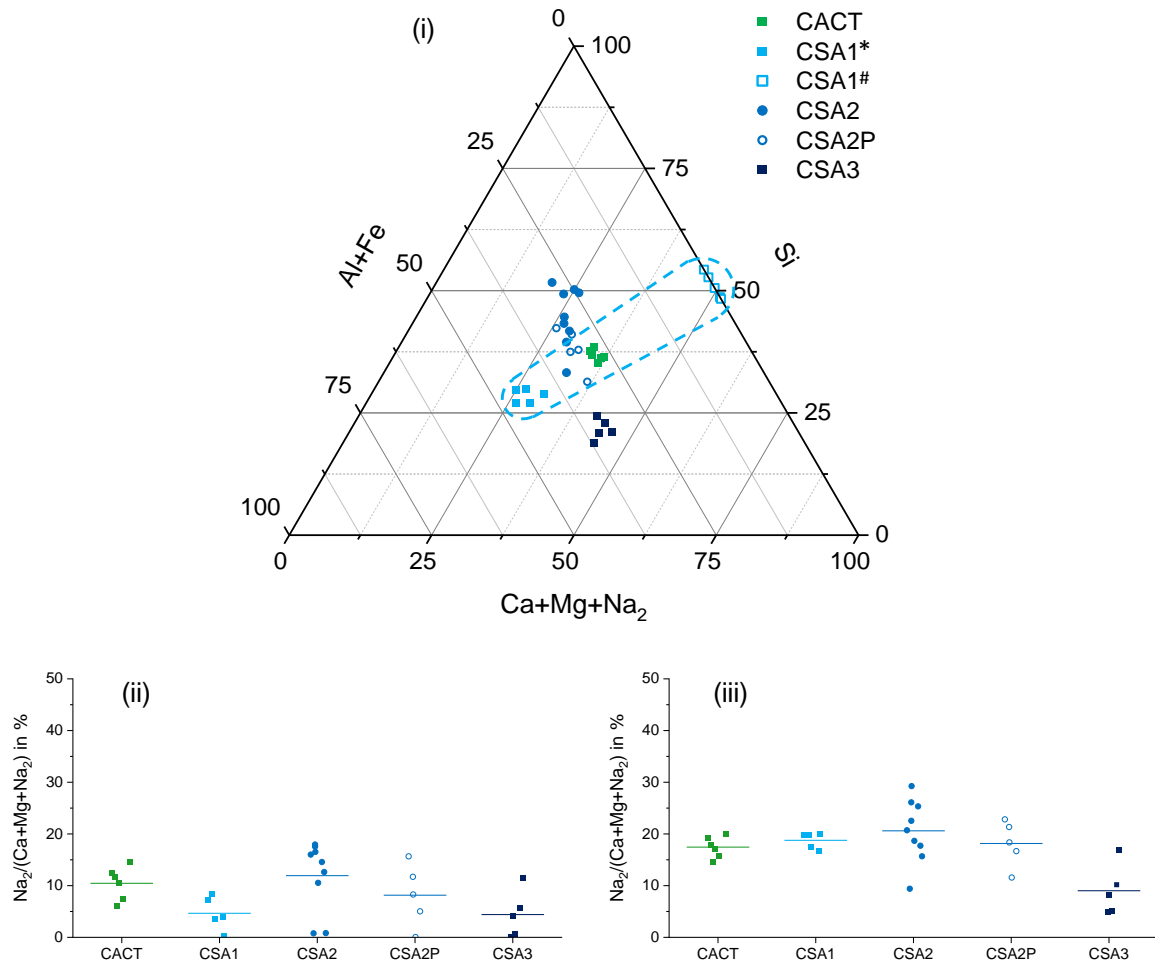 (i)
0
100
CACT
CSA1*
CSA1#
CSA2
CSA2P
CSA3
25
75
Al+Fe
Si
50
50
75
25
100
0
0
25
50
75
100
Ca+Mg+Na2
(ii)
Na2/(Ca+Mg+Na2) in %
50
40
30
20
10
0
CACT
CSA1
CSA2
CSA2P
CSA3
(iii)
Na2/(Ca+Mg+Na2) in %
50
40
30
20
10
0
CACT
CSA1
CSA2
CSA2P
CSA3